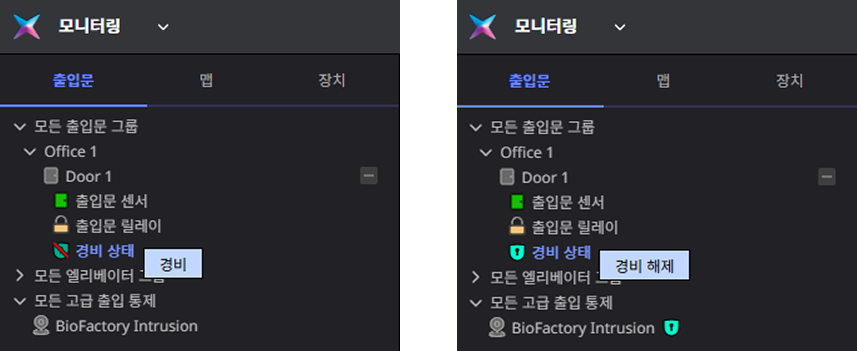 모니터링
출입문 맵 장치
모든 출입문 그룹
Office 1
Door 1
출입문 센서
출입문 릴레이
경비 상태
경비
모든 엘리베이터
모든 고급 출입 통제
BioFactory Intrusion
모니터링
출입문 맵 장치
모든 출입문 그룹
Office 1
Door 1
출입문 센서
출입문 릴레이
경비 상태
경비 해제
모든 엘리베이터
모든 고급 출입 통제
BioFactory Intrusion